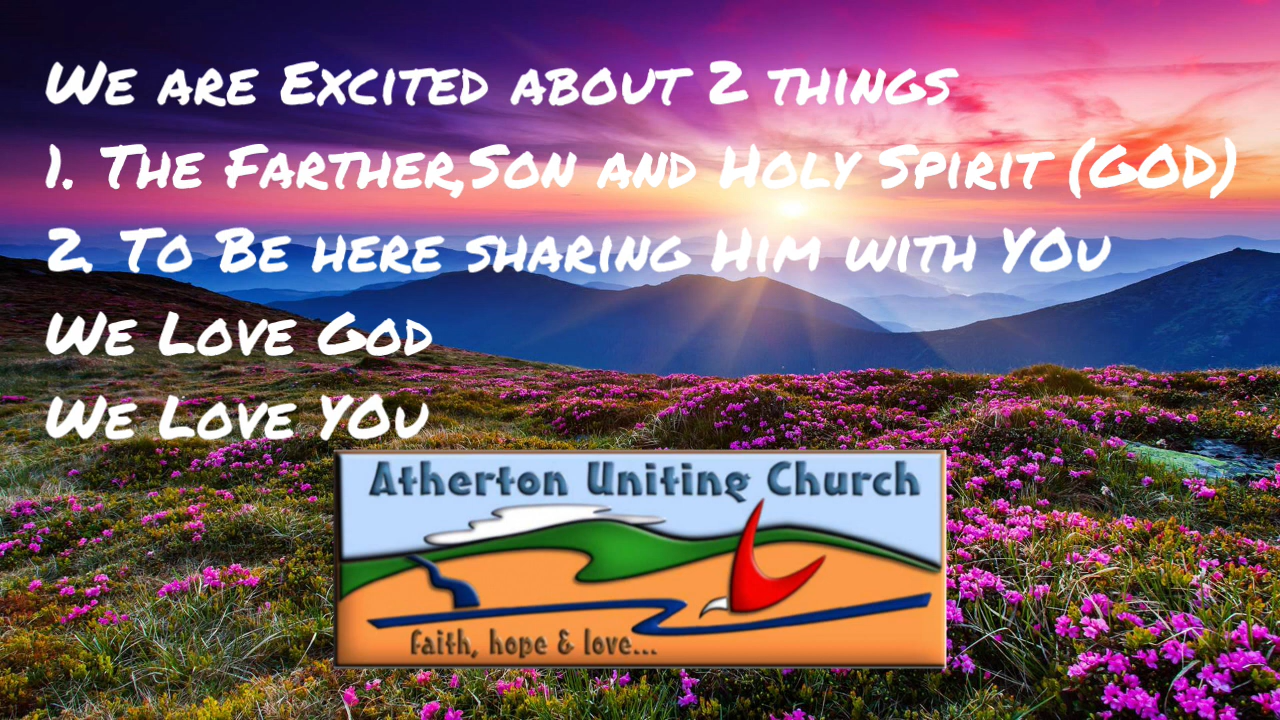 We are Excited about 2 things
1. The Farther,Son and Holy Spirit (GOD)
2. To Be here sharing Him with YOu
We Love God
We Love YOu
Atherton Uniting Church
faith, hope & love...